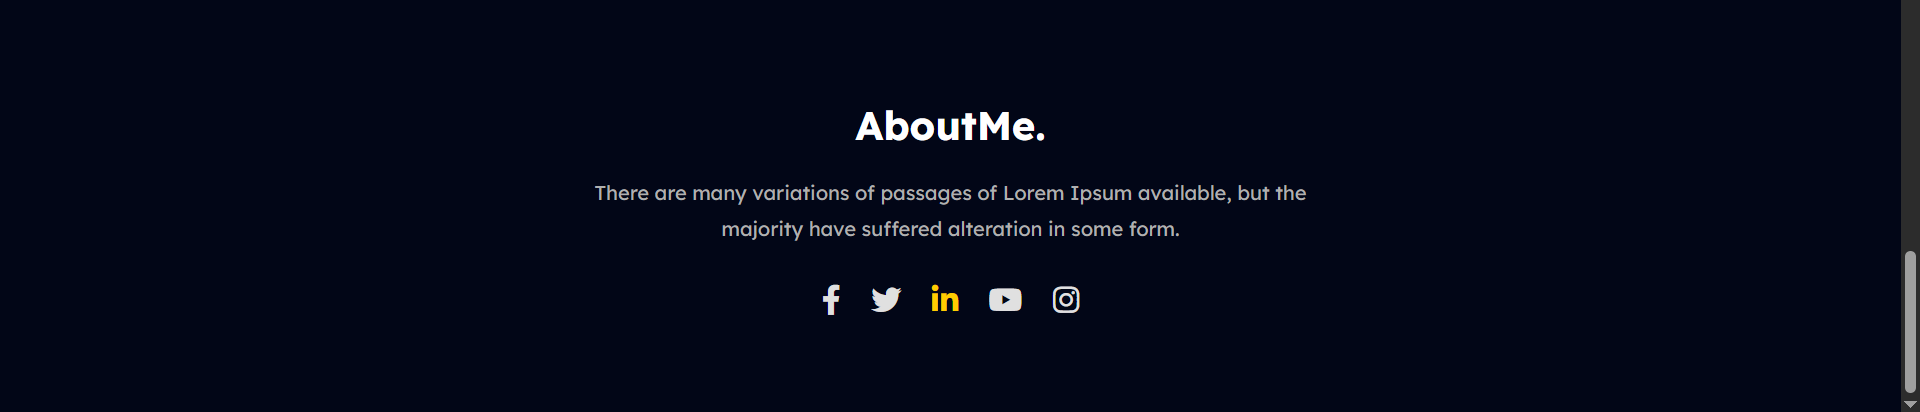 AboutMe.
There are many variations of passages of Lorem Ipsum available, but the
majority have suffered alteration in some form.